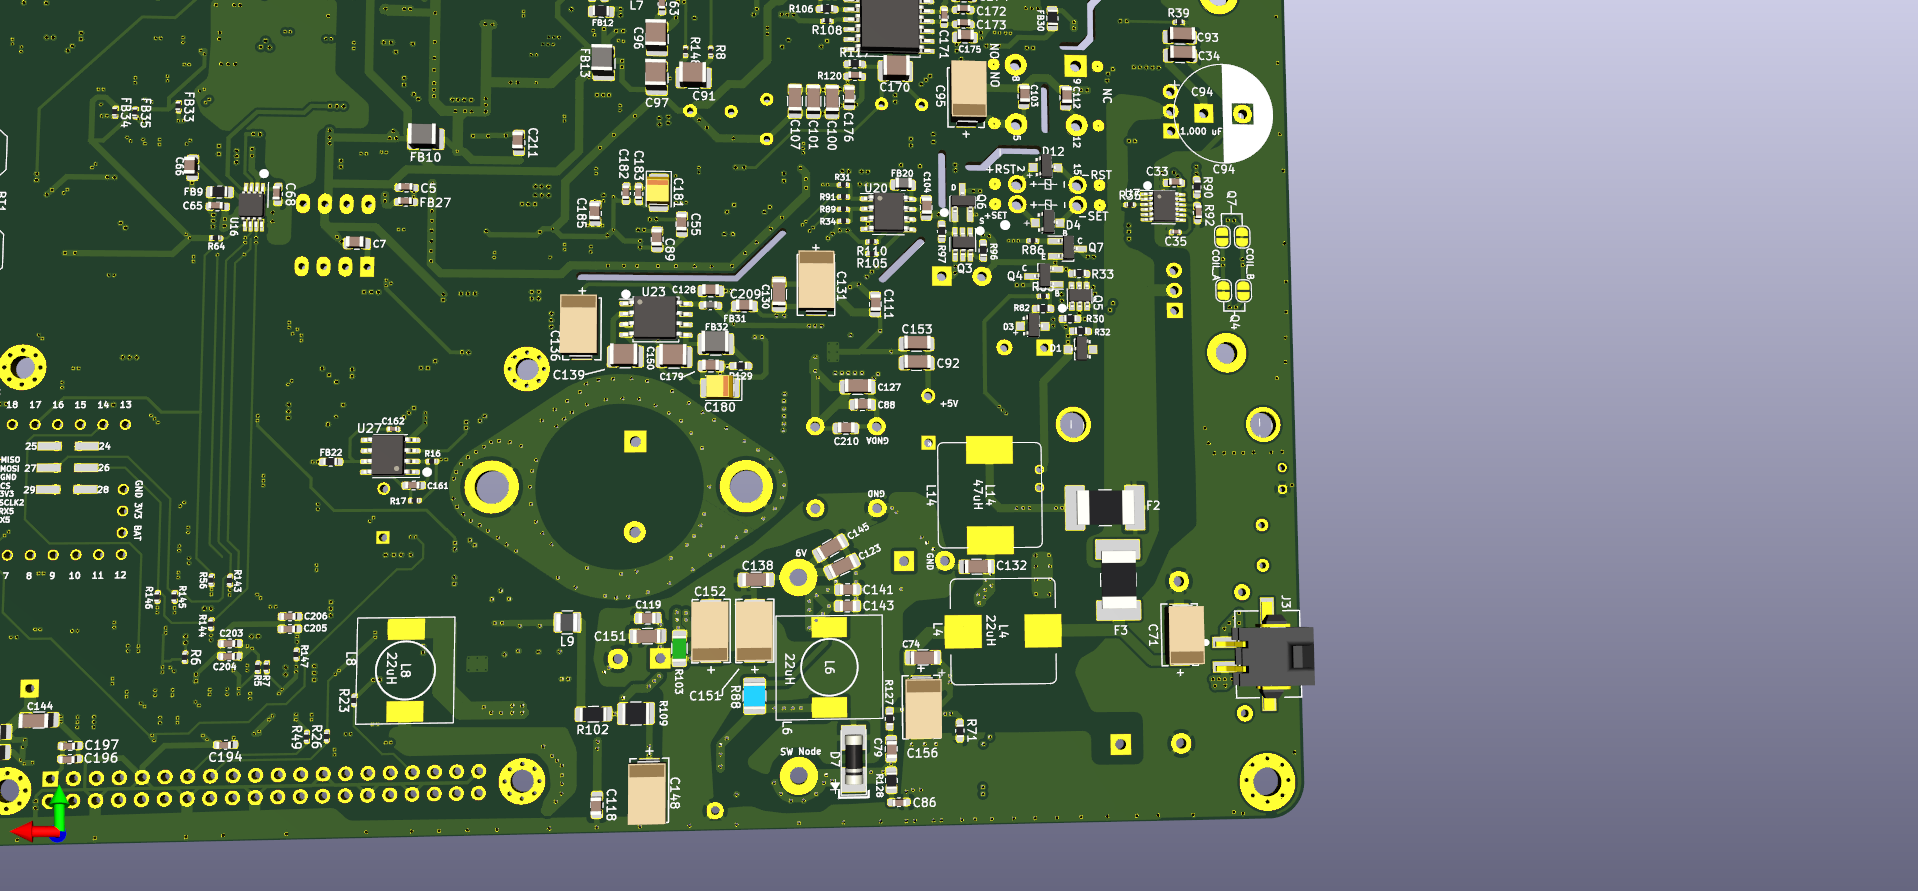 R106
R108
FB12
L7
C96
FB13
R8
C97
C91
R120
C170
C171
C172
C173
C175
FB30
NO
NO
R39
C93
C34
C94
1,000 uF
C94
NC
C112
C103
C95
FB34
FB35
FB33
FB10
C211
C107
C101
C100
C176
5
12
8
9
C66
FB9
C65
U16
C68
R64
C5
FB27
C7
C182
C183
C181
C185
C55
C89
R31
R91
R89
R34
U20
FB20
C104
R110
R105
R97
Q6
Q3
R96
+RST
+SET
D12
-RST
-SET
D4
R86
Q7
Q4
R33
Q5
R82
R30
R32
D3
D1
C33
C35
R90
R92
Q7
COIL_A
COIL_B
Q4
C136
U23
C128
C209
FB31
C130
C131
C111
FB32
C139
C150
C179
R129
C180
C153
C92
C127
C88
C210
GNDA
+5V
18 17 16 15 14 13
25 24
27 26
29 28
MISO
MOSI
GND
CS
3V3
SCLK2
RX5
TX5
GND 3V3 BAT
7 8 9 10 11 12
U27
C162
FB22
R16
C161
R17
GND
L14
47uH
L14
F2
F3
C145
C123
6V
GND
C132
C138
C141
C143
R56
R143
R146
R145
R144
C206
C205
C203
C204
R6
R5
R7
R147
L8
22uH
L8
R23
R49
R26
C144
C197
C196
C194
L9
C119
C151
C152
R103
C151
R88
R102
R109
C148
C118
22uH
L6
L6
SW Node
D7
R127
C79
R128
C86
C74
C156
R71
L4
22uH
L4
C71
J3